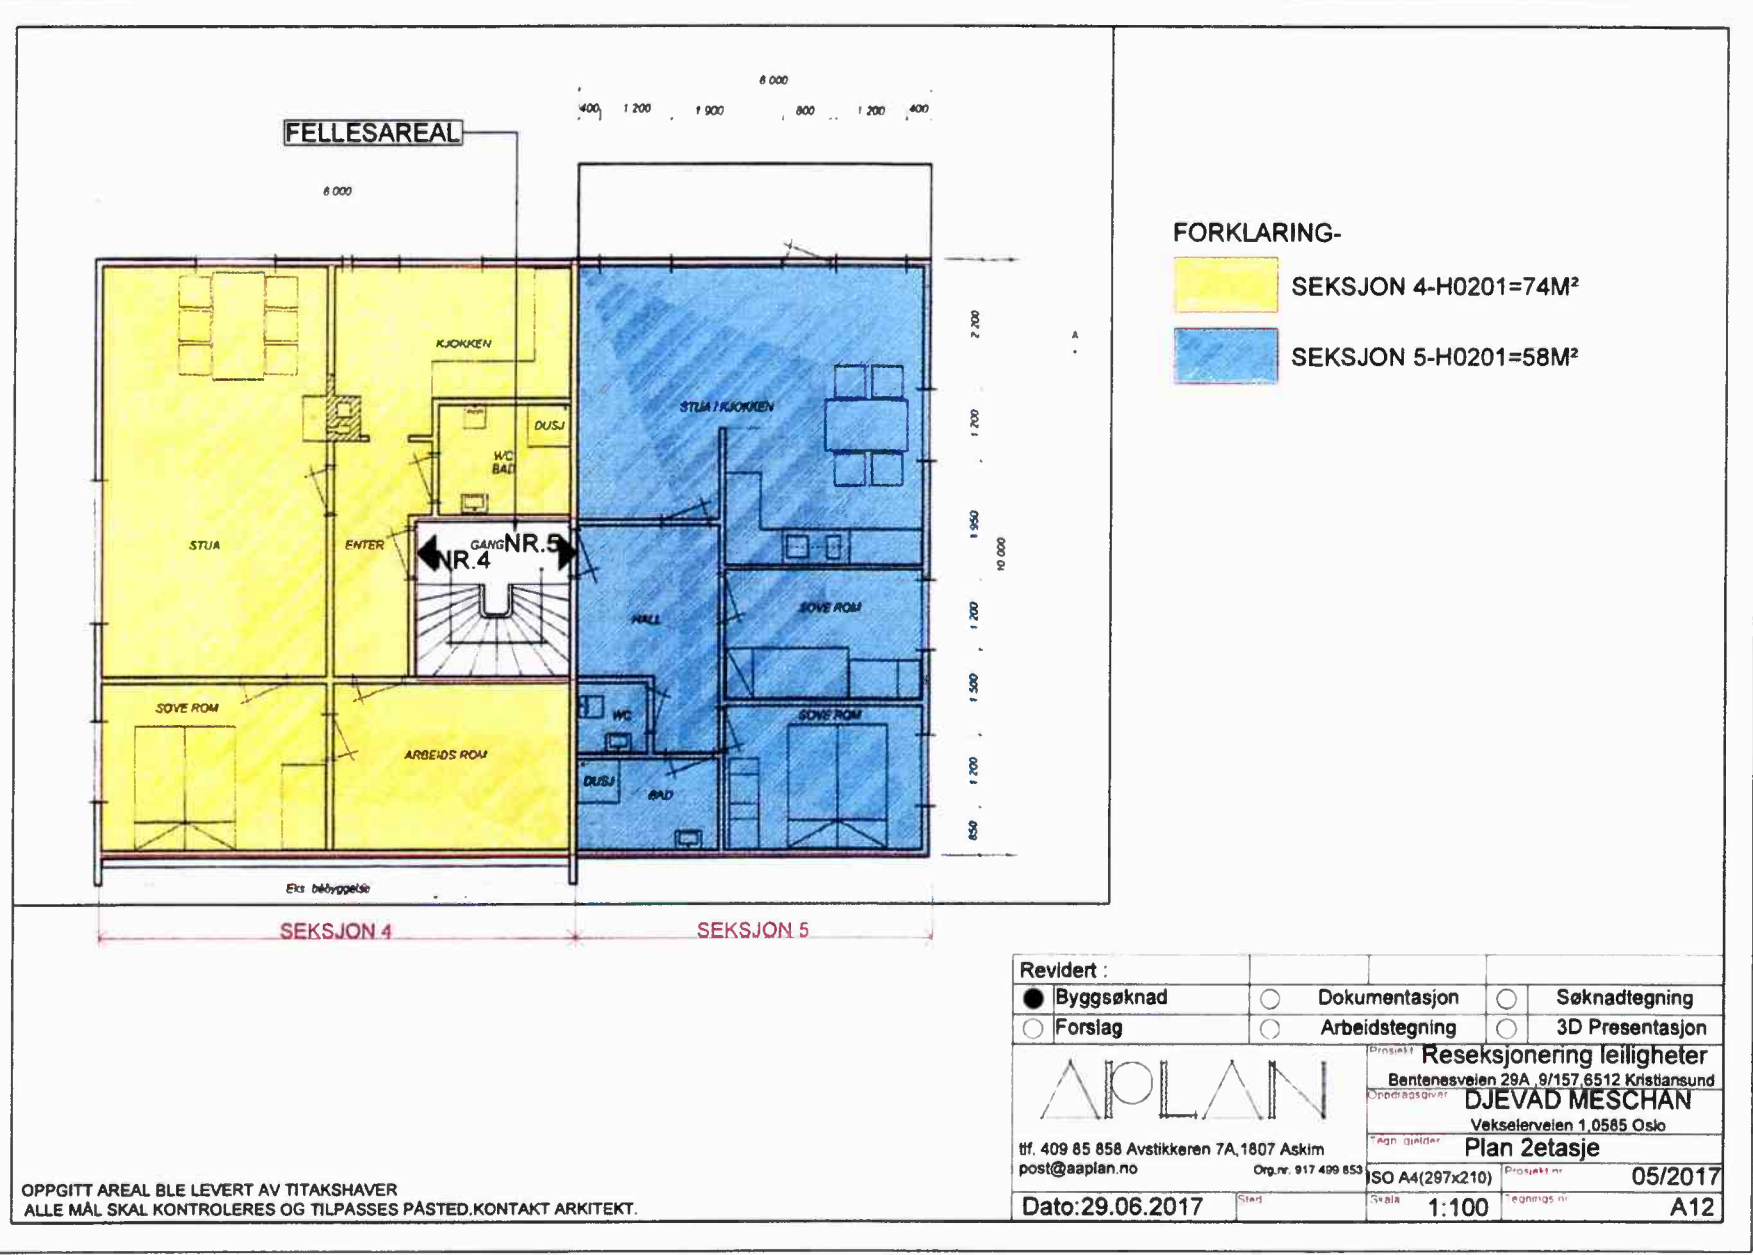 6 000
400 1 200 1 900 800 1 200 400
FELLESAREAL
6 000
FORKLARING-
SEKSJON 4-H0201=74M²
SEKSJON 5-H0201=58M²
2 200
1 200
1 950
10 000
1 200
1 500
1 200
850
A
KJOKKEN
STUA / KJOKKEN
DUSJ
WC
BAD
STUA
ENTER
GANG
NR.5
NR.4
HALL
SOVE ROM
SOVE ROM
WC
SOVE ROM
ARBEIDS ROM
DUSJ
BAD
Eks bebyggelse
SEKSJON 4
SEKSJON 5
Revidert :
Byggsøknad Dokumentasjon Søknadtegning
Forslag Arbeidstegning 3D Presentasjon
APLAN
tlf. 409 85 858 Avstikkeren 7A,1807 Askim
post@aaplan.no Org.nr. 917 499 853
Prosjekt Reseksjonering leiligheter
Bentenesveien 29A ,9/157,6512 Kristiansund
Oppdragsgiver DJEVAD MESCHAN
Vekselerveien 1,0585 Oslo
Tegn. gjelder Plan 2etasje
ISO A4(297x210) Prosjekt nr 05/2017
Dato:29.06.2017 Sted Skala 1:100 Tegnings nr A12
OPPGITT AREAL BLE LEVERT AV TITAKSHAVER
ALLE MÅL SKAL KONTROLERES OG TILPASSES PÅSTED.KONTAKT ARKITEKT.